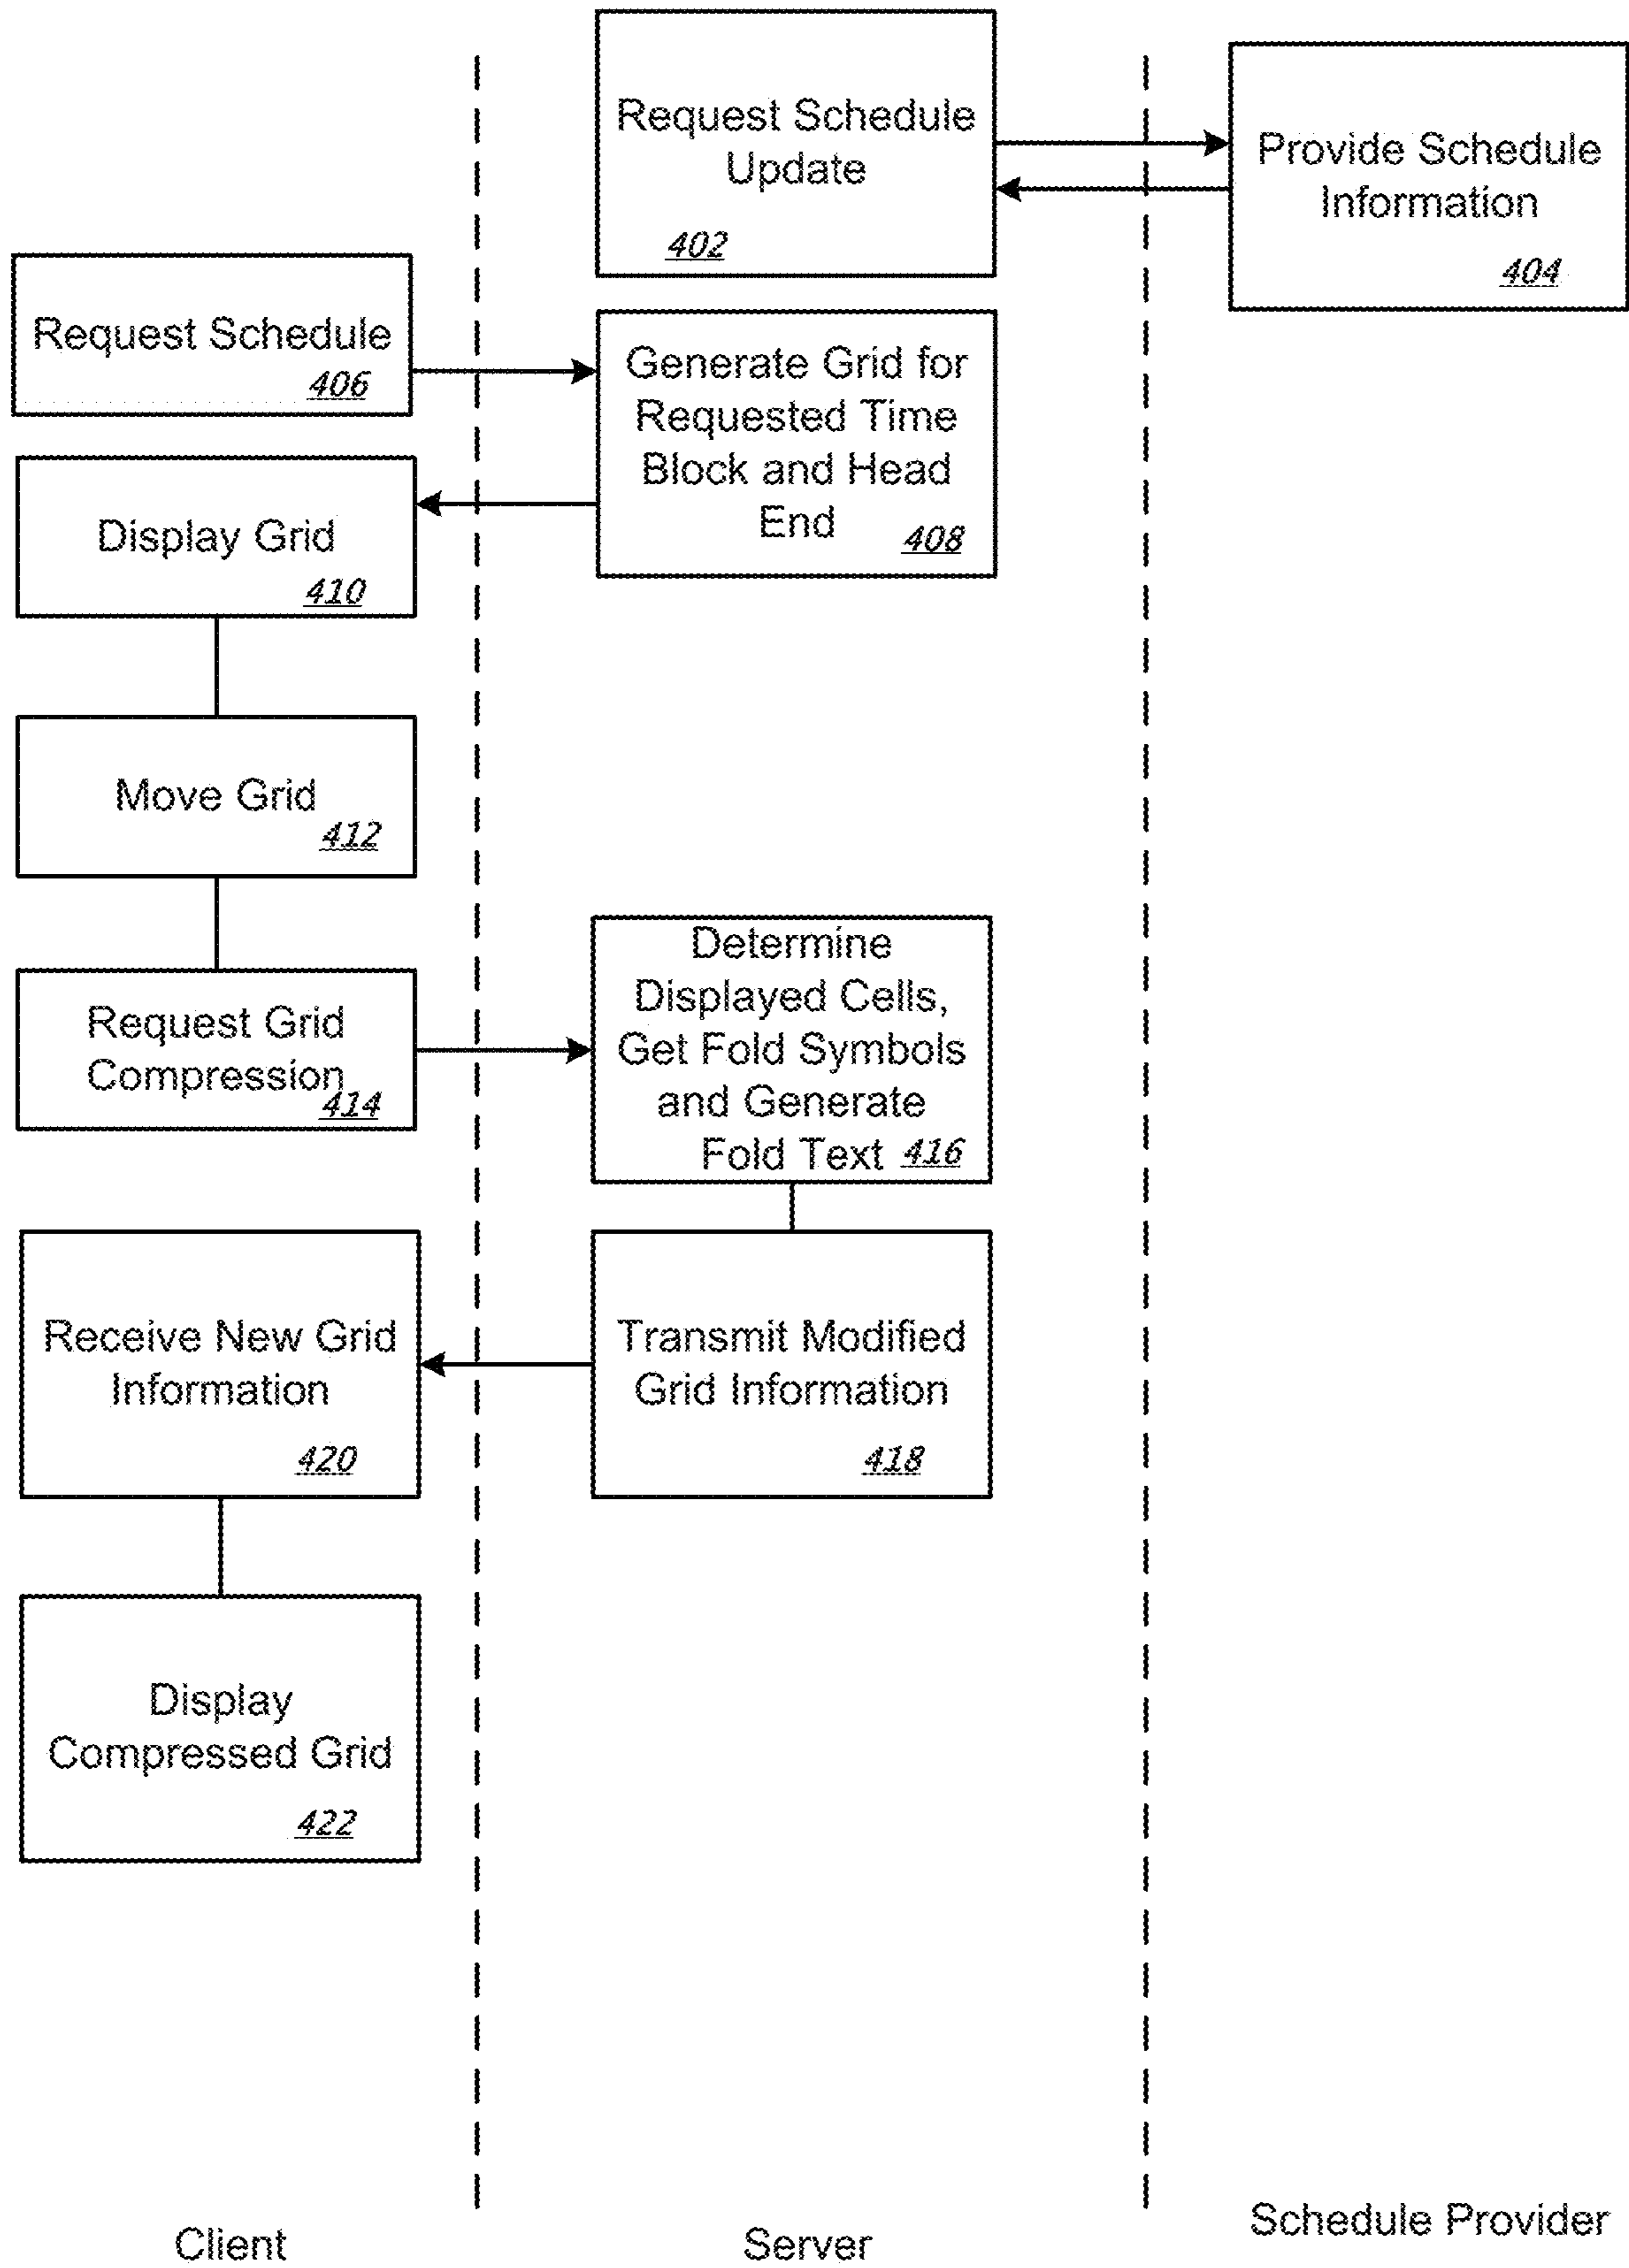 Request Schedule
Update
402
Provide Schedule
Information
404
Request Schedule
406
Generate Grid for
Requested Time
Block and Head
End
408
Display Grid
410
Move Grid
412
Request Grid
Compression
414
Determine
Displayed Cells,
Get Fold Symbols
and Generate
Fold Text 416
Receive New Grid
Information
420
Transmit Modified
Grid Information
418
Display
Compressed Grid
422
Client
Server
Schedule Provider